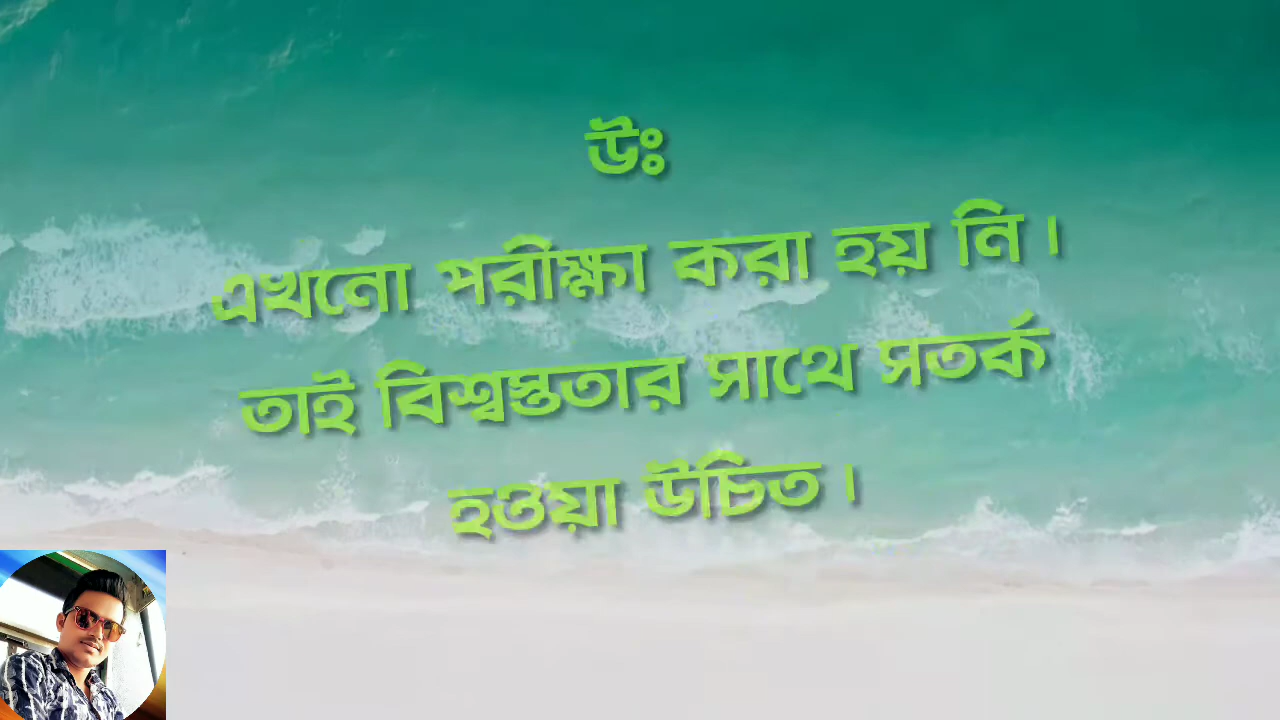 উঃ
এখনো পরীক্ষা করা হয় নি।
তাই বিশ্বস্ততার সাথে সতর্ক
হওয়া উচিত।